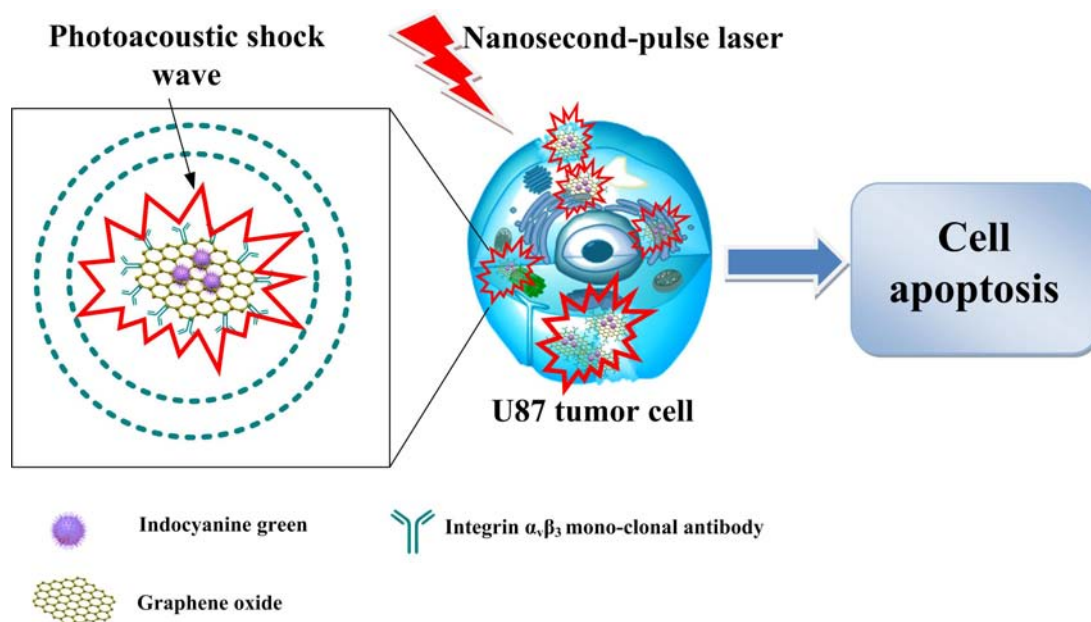 Photoacoustic shock
wave
Nanosecond-pulse laser
U87 tumor cell
Cell
apoptosis
Indocyanine green
Integrin αᵥβ₃ mono-clonal antibody
Graphene oxide